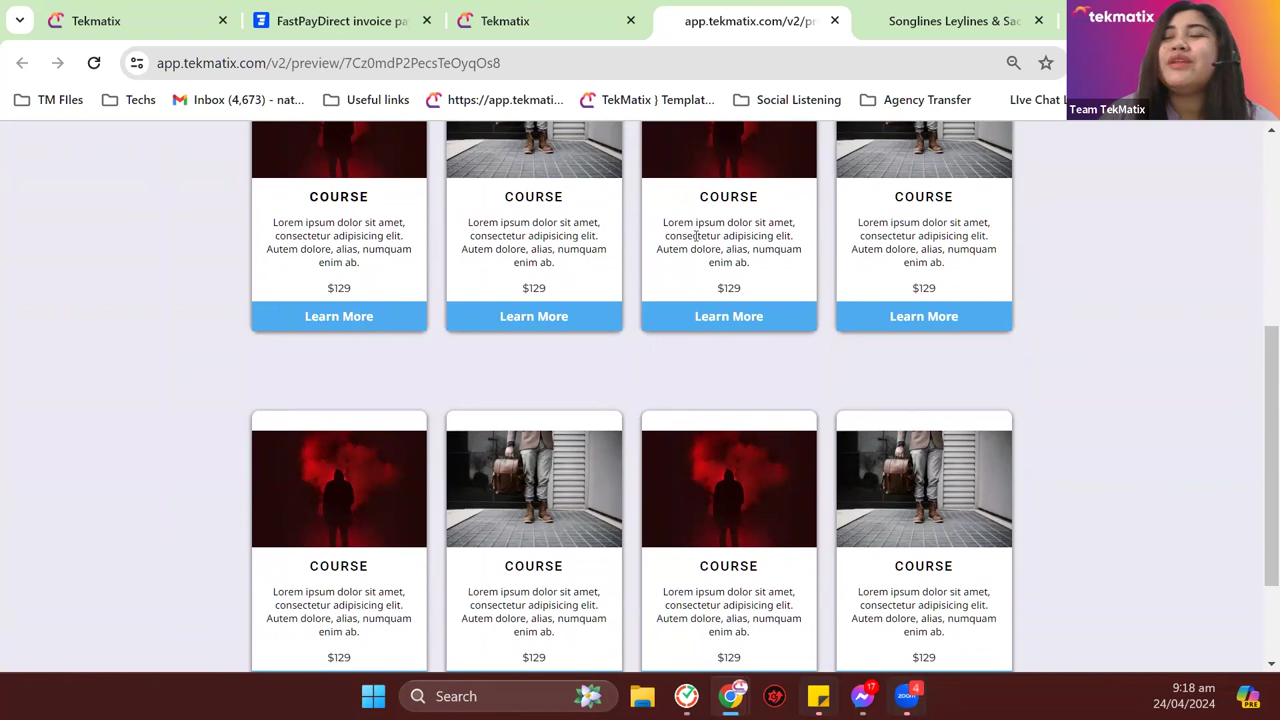 Tekmatix
FastPayDirect invoice pa
Tekmatix
app.tekmatix.com/v2/pr
Songlines Leylines & Sac
tekmatix
app.tekmatix.com/v2/preview/7Cz0mdP2PecsTeOyqOs8
TM FIles
Techs
Inbox (4,673) – nat...
Useful links
https://app.tekmati...
TekMatix } Templat...
Social Listening
Agency Transfer
LIve Chat L
Team TekMatix
COURSE
COURSE
COURSE
COURSE
Lorem ipsum dolor sit amet,
consectetur adipisicing elit.
Autem dolore, alias, numquam
enim ab.
Lorem ipsum dolor sit amet,
consectetur adipisicing elit.
Autem dolore, alias, numquam
enim ab.
Lorem ipsum dolor sit amet,
consectetur adipisicing elit.
Autem dolore, alias, numquam
enim ab.
Lorem ipsum dolor sit amet,
consectetur adipisicing elit.
Autem dolore, alias, numquam
enim ab.
$129
$129
$129
$129
Learn More
Learn More
Learn More
Learn More
COURSE
COURSE
COURSE
COURSE
Lorem ipsum dolor sit amet,
consectetur adipisicing elit.
Autem dolore, alias, numquam
enim ab.
Lorem ipsum dolor sit amet,
consectetur adipisicing elit.
Autem dolore, alias, numquam
enim ab.
Lorem ipsum dolor sit amet,
consectetur adipisicing elit.
Autem dolore, alias, numquam
enim ab.
Lorem ipsum dolor sit amet,
consectetur adipisicing elit.
Autem dolore, alias, numquam
enim ab.
$129
$129
$129
$129
Search
17
zoom
4
9:18 am
24/04/2024
PRE